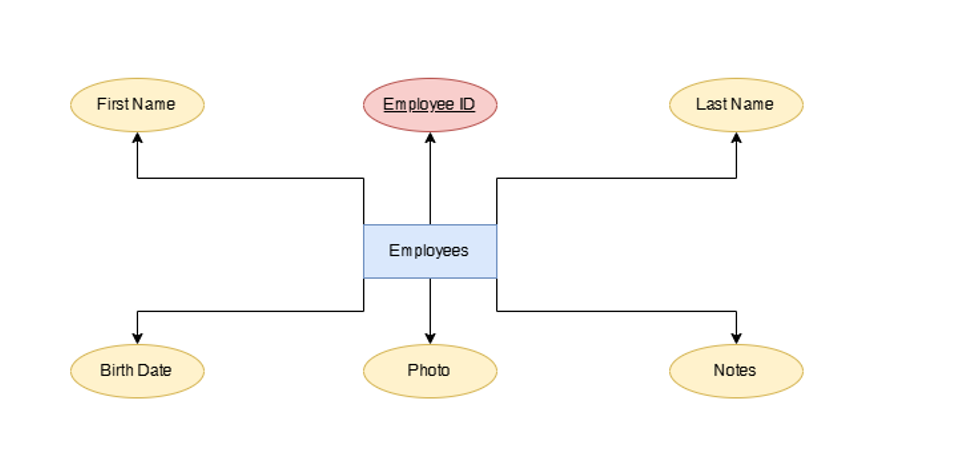 First Name
Employee ID
Last Name
Employees
Birth Date
Photo
Notes